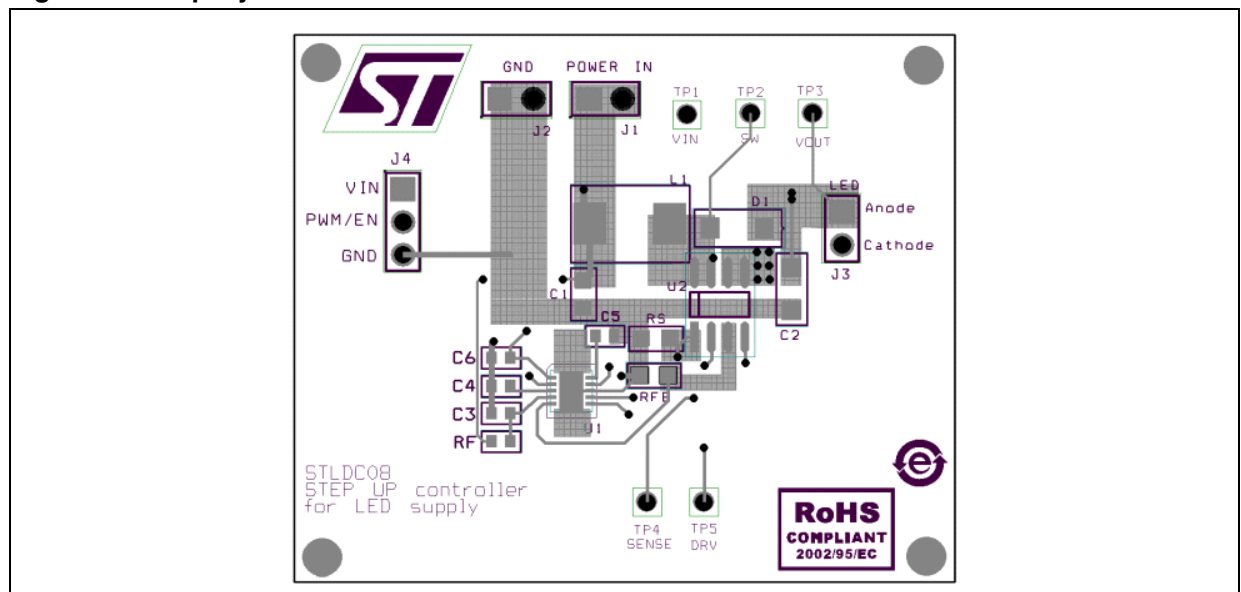 ST
GND
POWER IN
J2
J1
TP1
VIN
TP2
SW
TP3
VOUT
J4
VIN
PWM/EN
GND
L1
D1
LED
Anode
Cathode
J3
C1
U2
C2
C5
RS
C6
C4
C3
RF
U1
RFB
STLDC08
STEP UP controller
for LED supply
TP4
SENSE
TP5
DRV
e
RoHS
COMPLIANT
2002/95/EC